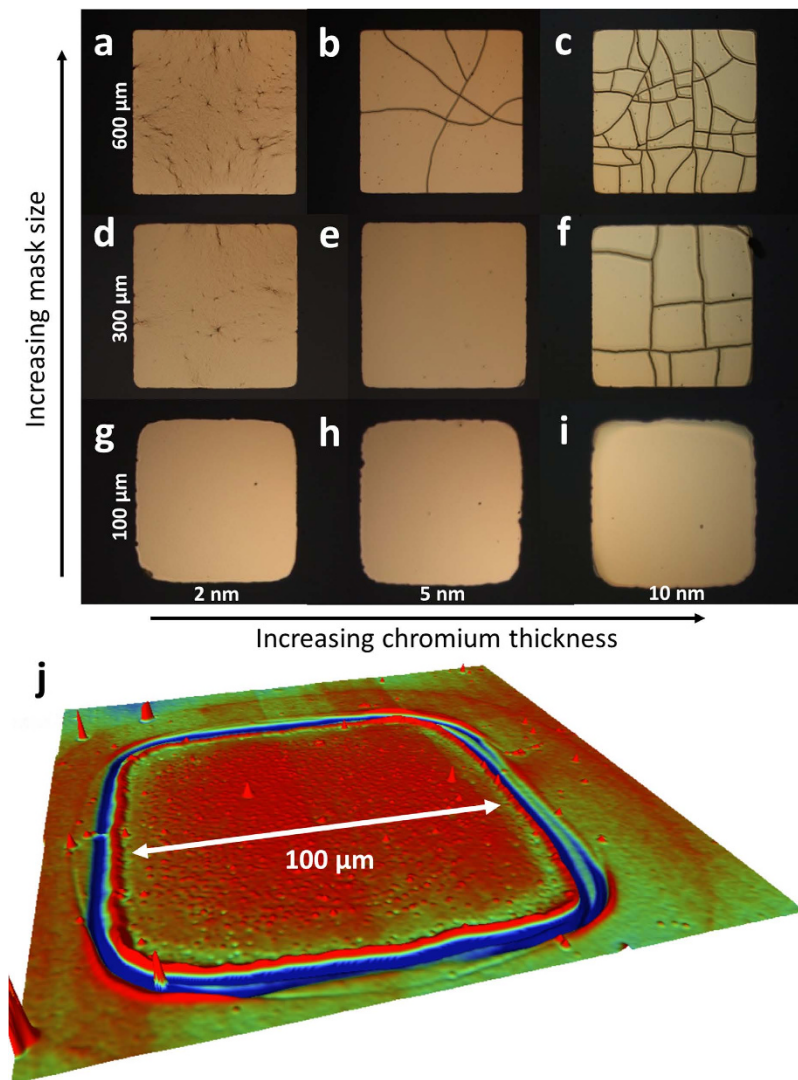 a
b
c
600 µm
d
e
f
300 µm
g
h
i
100 µm
2 nm
5 nm
10 nm
Increasing mask size
Increasing chromium thickness
j
100 µm